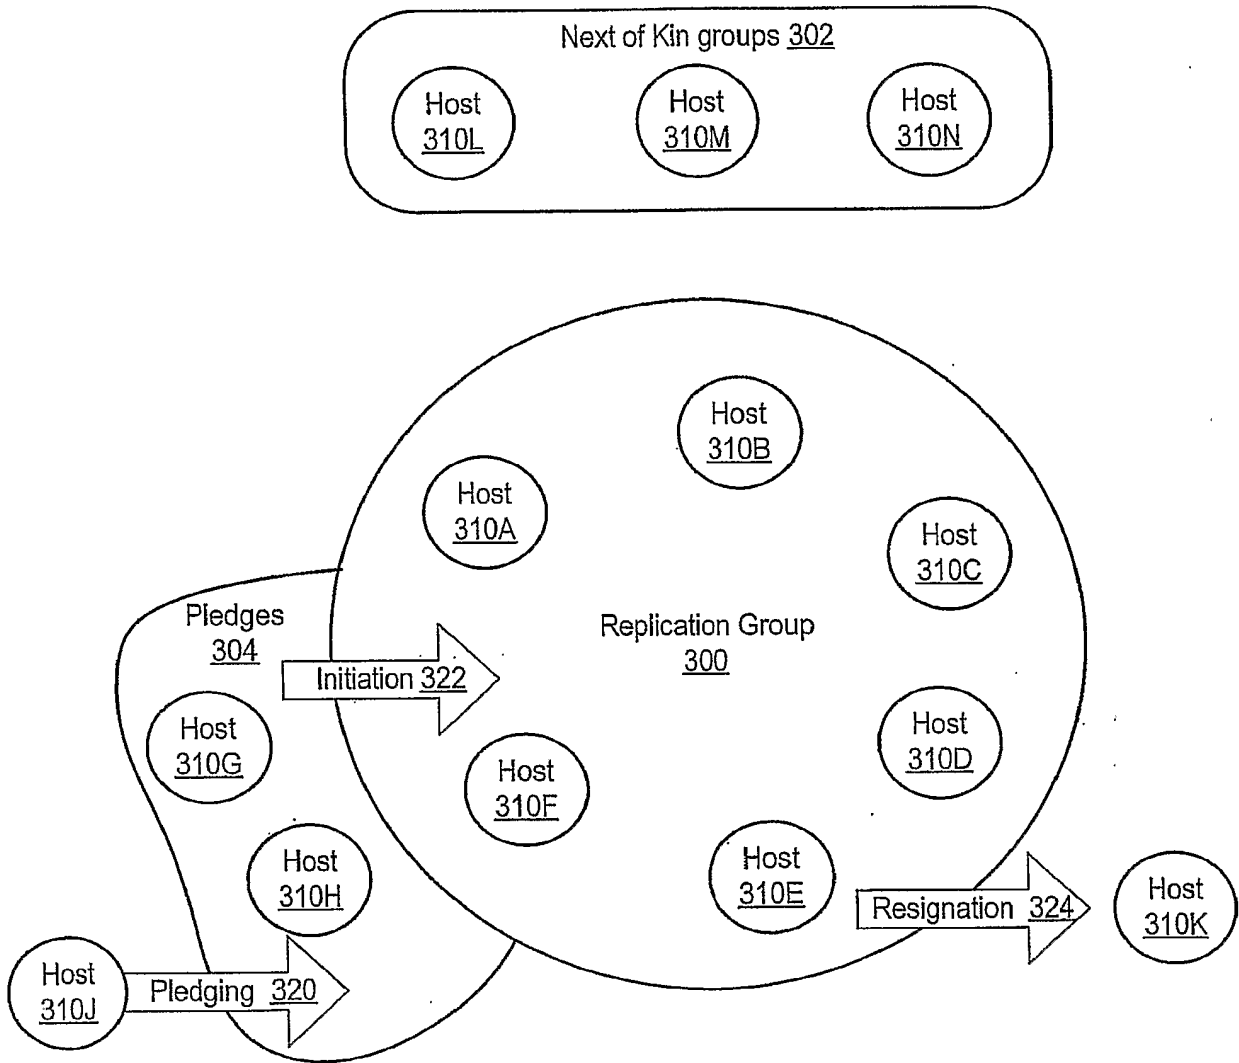 Next of Kin groups 302
Host
310L
Host
310M
Host
310N
Host
310B
Host
310A
Host
310C
Pledges
304
Replication Group
300
Initiation 322
Host
310G
Host
310D
Host
310F
Host
310H
Host
310E
Resignation 324
Host
310K
Host
310J
Pledging 320